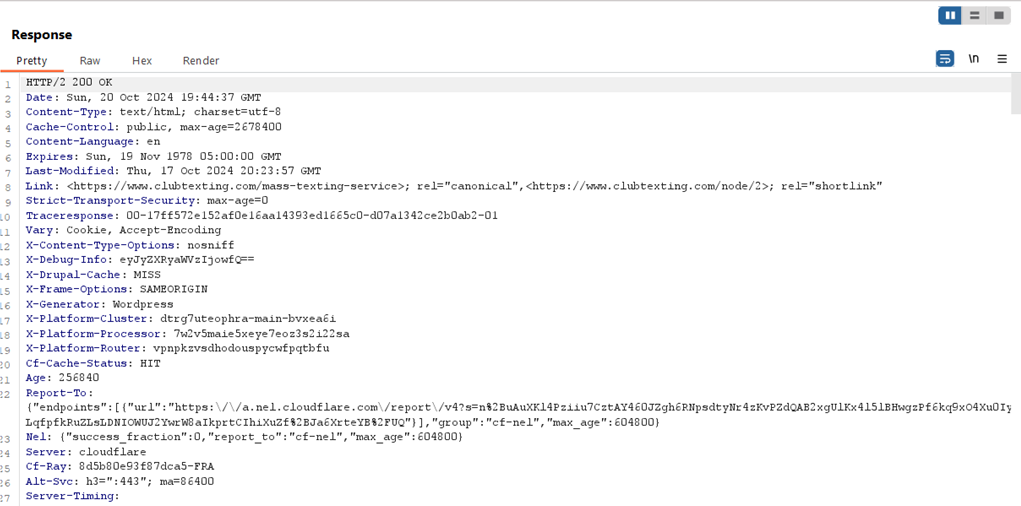 Response
Pretty Raw Hex Render \n
1 HTTP/2 200 OK
2 Date: Sun, 20 Oct 2024 19:44:37 GMT
3 Content-Type: text/html; charset=utf-8
4 Cache-Control: public, max-age=2678400
5 Content-Language: en
6 Expires: Sun, 19 Nov 1978 05:00:00 GMT
7 Last-Modified: Thu, 17 Oct 2024 20:23:57 GMT
8 Link: <https://www.clubtexting.com/mass-texting-service>; rel="canonical",<https://www.clubtexting.com/node/2>; rel="shortlink"
9 Strict-Transport-Security: max-age=0
10 Traceresponse: 00-17ff572e152af0e16aa14393ed1665c0-d07a1342ce2b0ab2-01
11 Vary: Cookie, Accept-Encoding
12 X-Content-Type-Options: nosniff
13 X-Debug-Info: eyJyZXRyaWVzIjowfQ==
14 X-Drupal-Cache: MISS
15 X-Frame-Options: SAMEORIGIN
16 X-Generator: Wordpress
17 X-Platform-Cluster: dtrg7uteophra-main-bvxea6i
18 X-Platform-Processor: 7w2v5maie5xeye7eoz3s2i22sa
19 X-Platform-Router: vpnpkzvsdhodouspycwfpqtbfu
20 Cf-Cache-Status: HIT
21 Age: 256840
22 Report-To:
{"endpoints":[{"url":"https:\/\/a.nel.cloudflare.com\/report\/v4?s=n%2BuAuXKl4Pziiu7CztAY460JZgh6RNpsdtyNr4zKvPZdQAB2xgUlKx4l5lBHwgzPf6kq9xO4Xu0Iy
LqfpfkRuZLsLDNIOWUJ2YwrW8aIkprtCIhiXuZf%2BJa6XrteYB%2FUQ"}],"group":"cf-nel","max_age":604800}
23 Nel: {"success_fraction":0,"report_to":"cf-nel","max_age":604800}
24 Server: cloudflare
25 Cf-Ray: 8d5b80e93f87dca5-FRA
26 Alt-Svc: h3=":443"; ma=86400
27 Server-Timing: